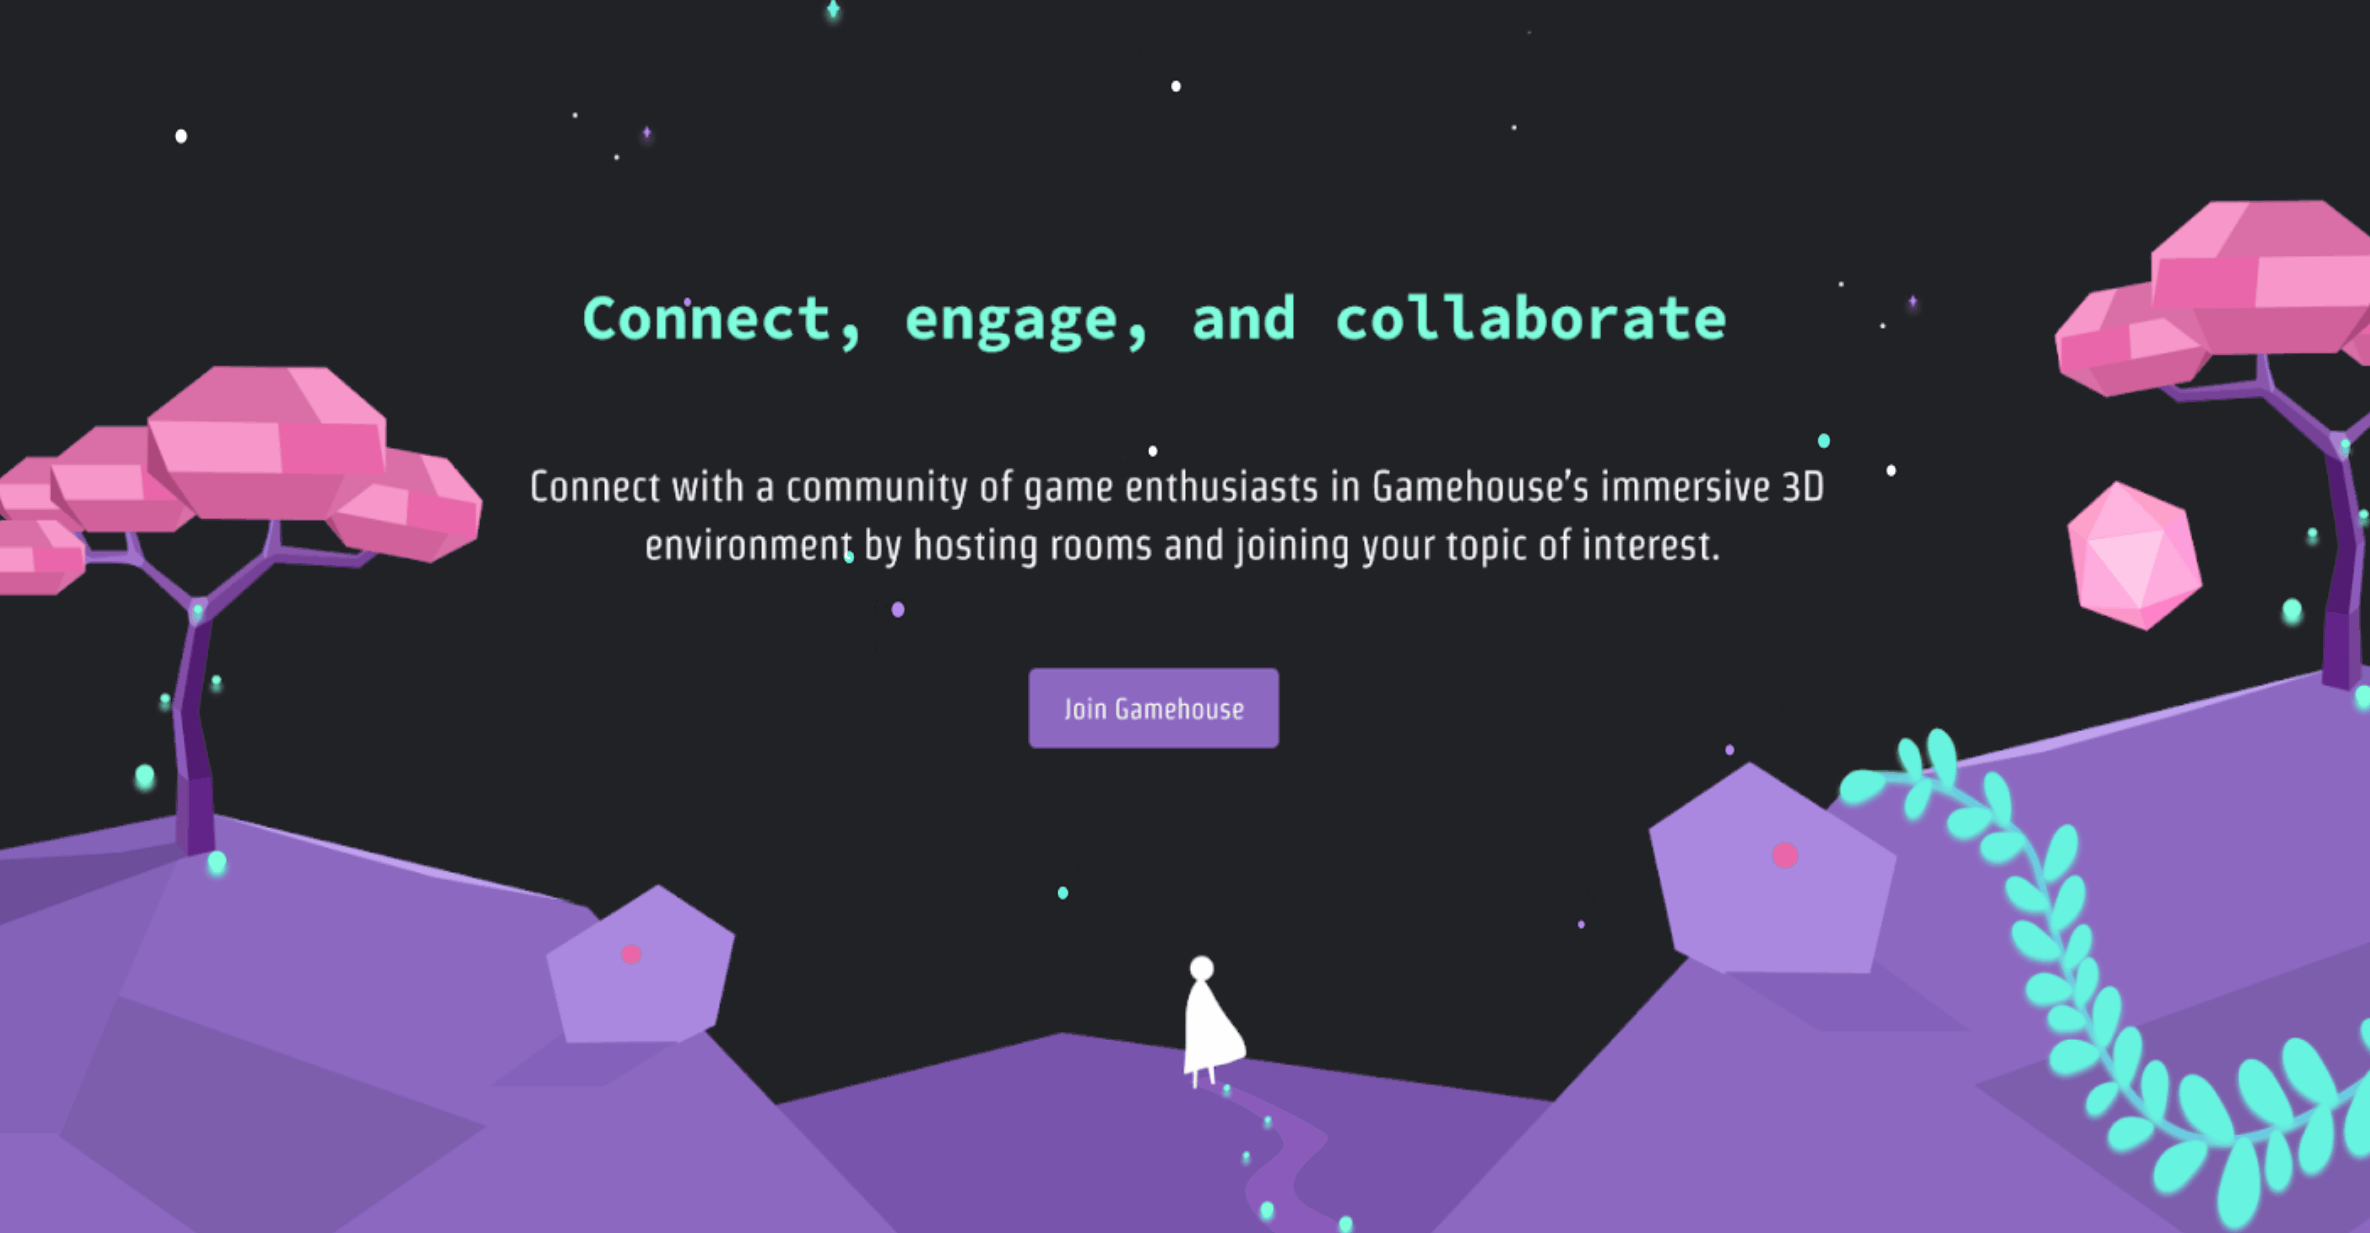 Connect, engage, and collaborate
Connect with a community of game enthusiasts in Gamehouse’s immersive 3D
environment by hosting rooms and joining your topic of interest.
Join Gamehouse